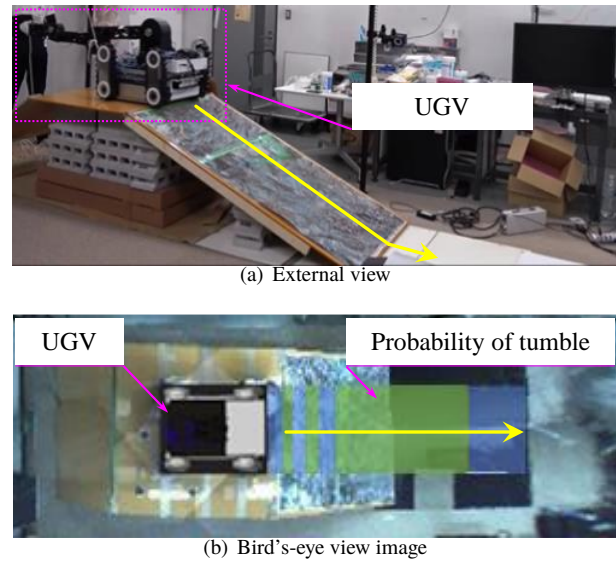 UGV
(a) External view
UGV
Probability of tumble
(b) Bird's-eye view image